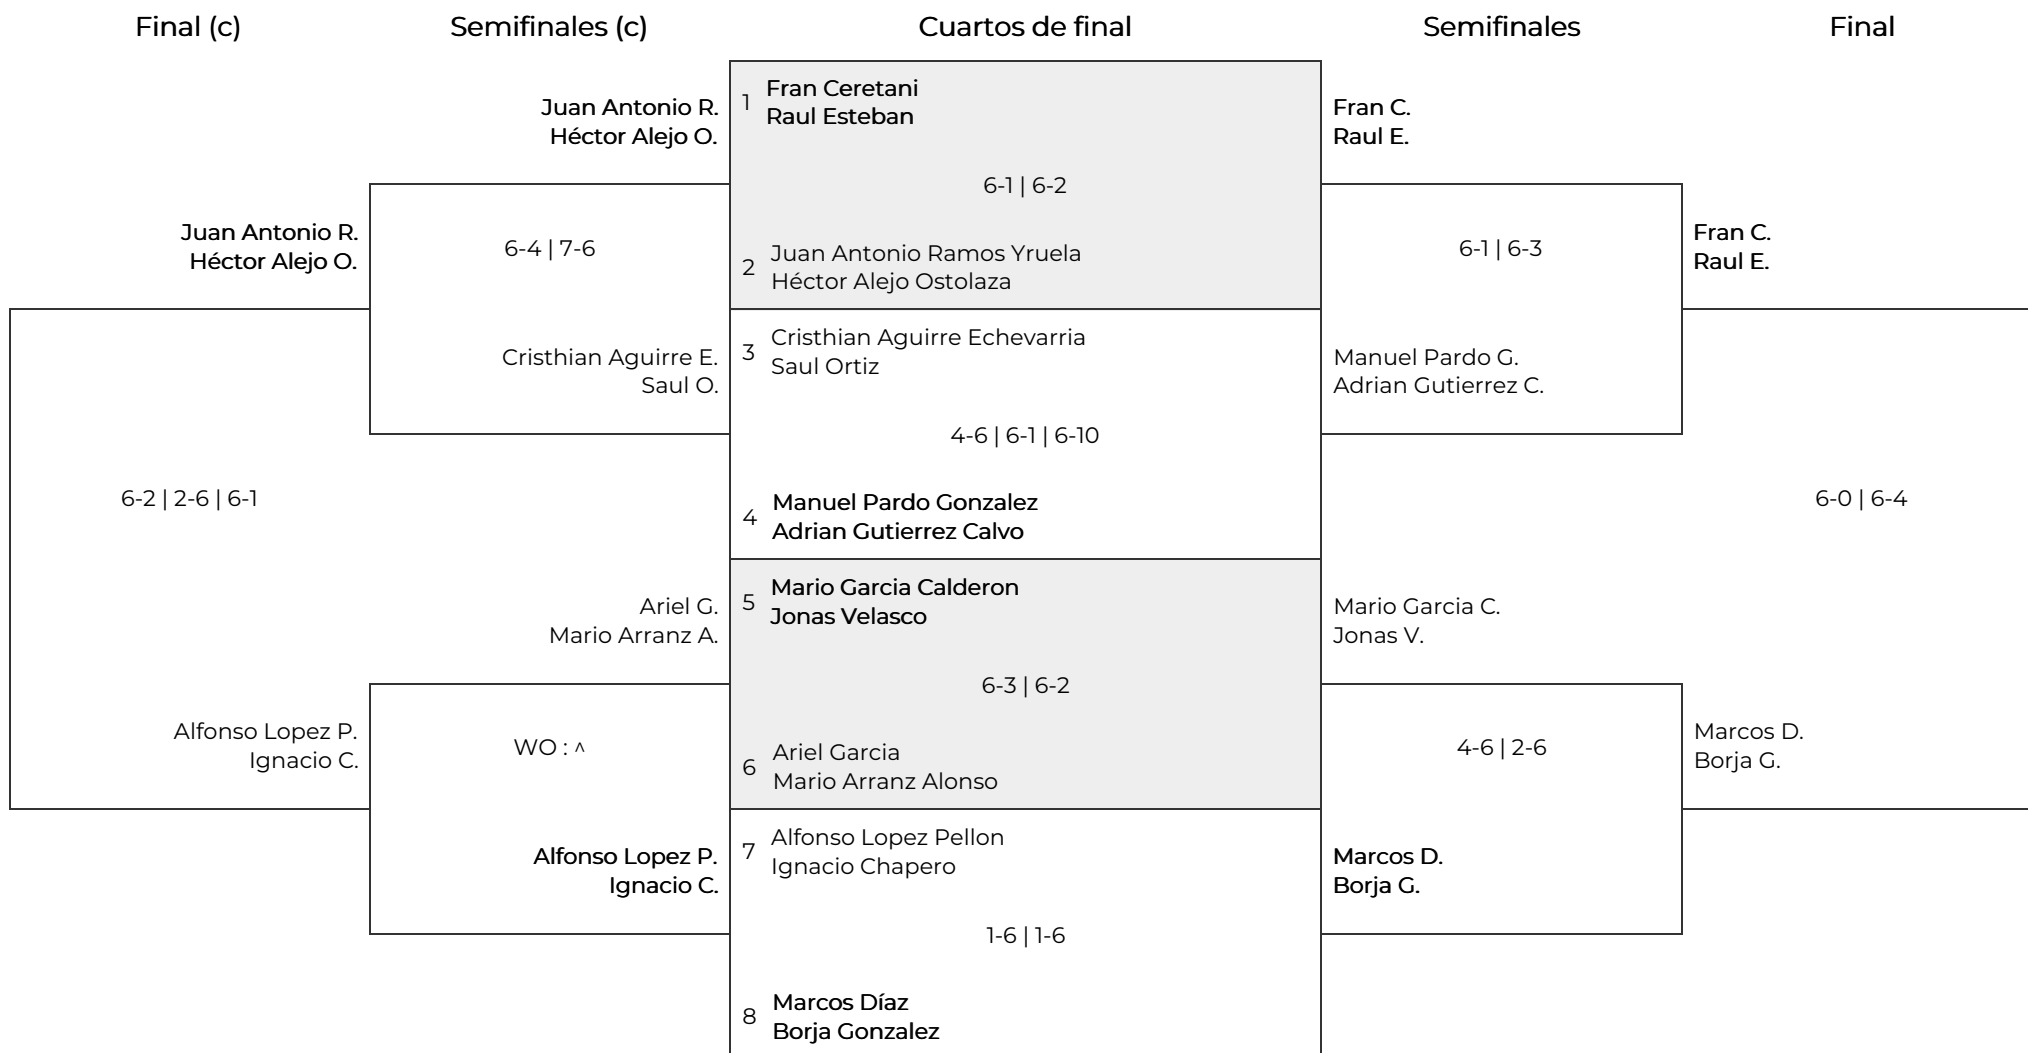 Final (c)
Semifinales (c)
Cuartos de final
Semifinales
Final
Juan Antonio R.
Héctor Alejo O.
1
Fran Ceretani
Raul Esteban
Fran C.
Raul E.
6-1 | 6-2
Juan Antonio R.
Héctor Alejo O.
6-4 | 7-6
2
Juan Antonio Ramos Yruela
Héctor Alejo Ostolaza
6-1 | 6-3
Fran C.
Raul E.
Cristhian Aguirre E.
Saul O.
3
Cristhian Aguirre Echevarria
Saul Ortiz
Manuel Pardo G.
Adrian Gutierrez C.
4-6 | 6-1 | 6-10
6-2 | 2-6 | 6-1
4
Manuel Pardo Gonzalez
Adrian Gutierrez Calvo
6-0 | 6-4
Ariel G.
Mario Arranz A.
5
Mario Garcia Calderon
Jonas Velasco
Mario Garcia C.
Jonas V.
6-3 | 6-2
Alfonso Lopez P.
Ignacio C.
WO : ^
6
Ariel Garcia
Mario Arranz Alonso
4-6 | 2-6
Marcos D.
Borja G.
Alfonso Lopez P.
Ignacio C.
7
Alfonso Lopez Pellon
Ignacio Chapero
Marcos D.
Borja G.
1-6 | 1-6
8
Marcos Díaz
Borja Gonzalez